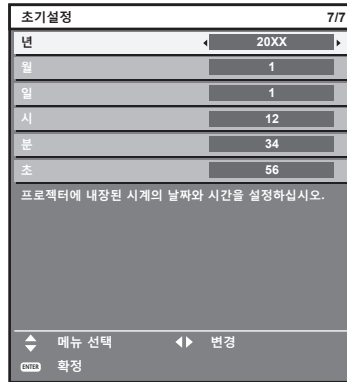 초기설정 7/7
년 20XX
월 1
일 1
시 12
분 34
초 56
프로젝터에 내장된 시계의 날짜와 시간을 설정하십시오.
메뉴 선택 변경
ENTER 확정